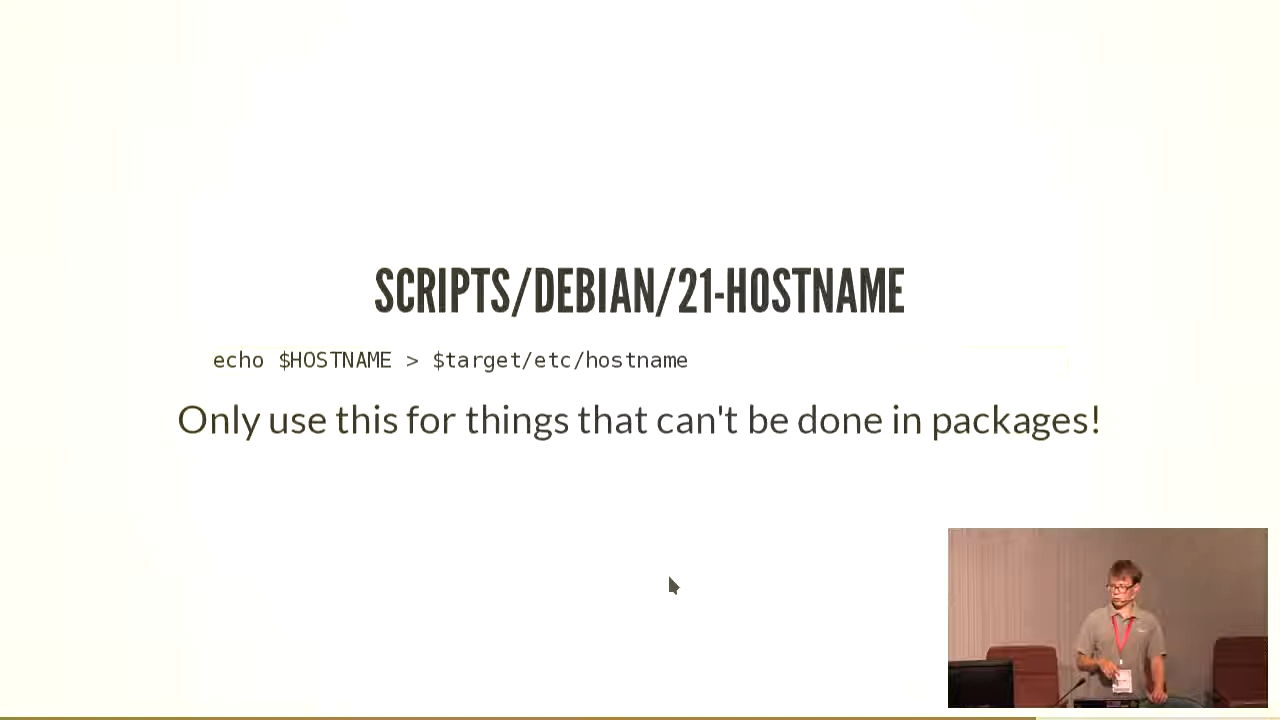 SCRIPTS/DEBIAN/21-HOSTNAME
echo $HOSTNAME > $target/etc/hostname
Only use this for things that can't be done in packages!